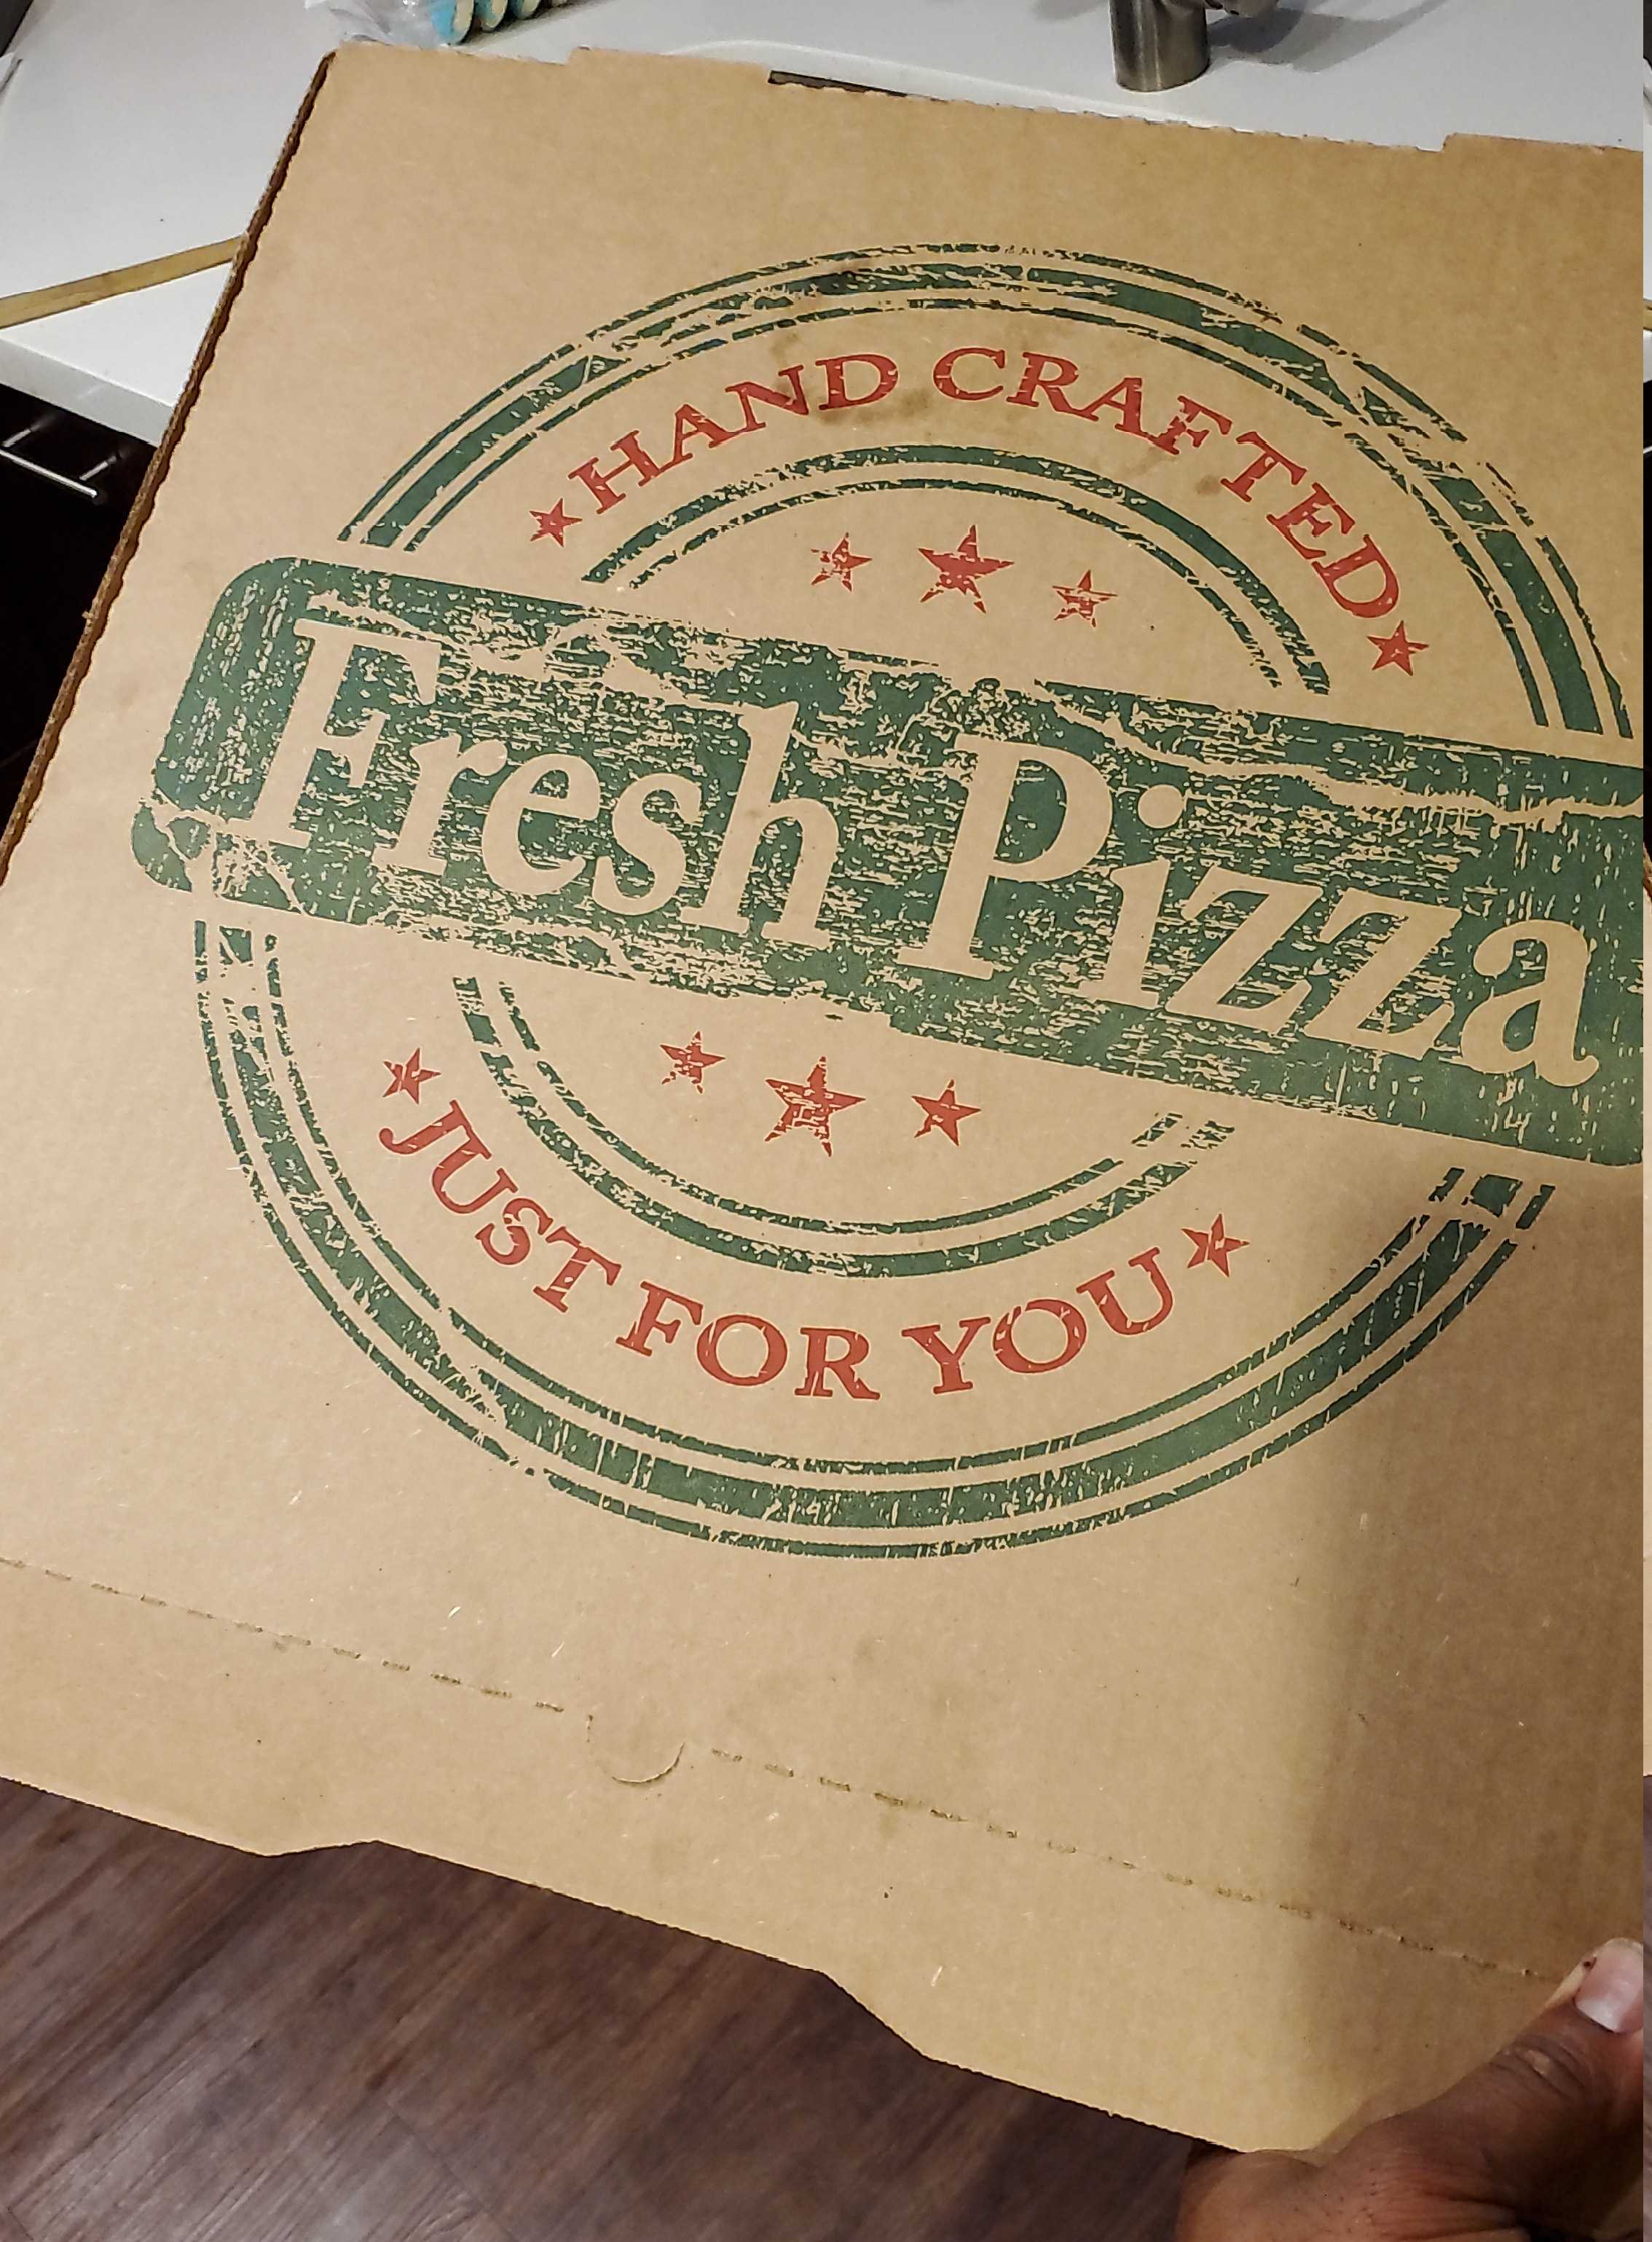 HAND CRAFTED
Fresh Pizza
JUST FOR YOU